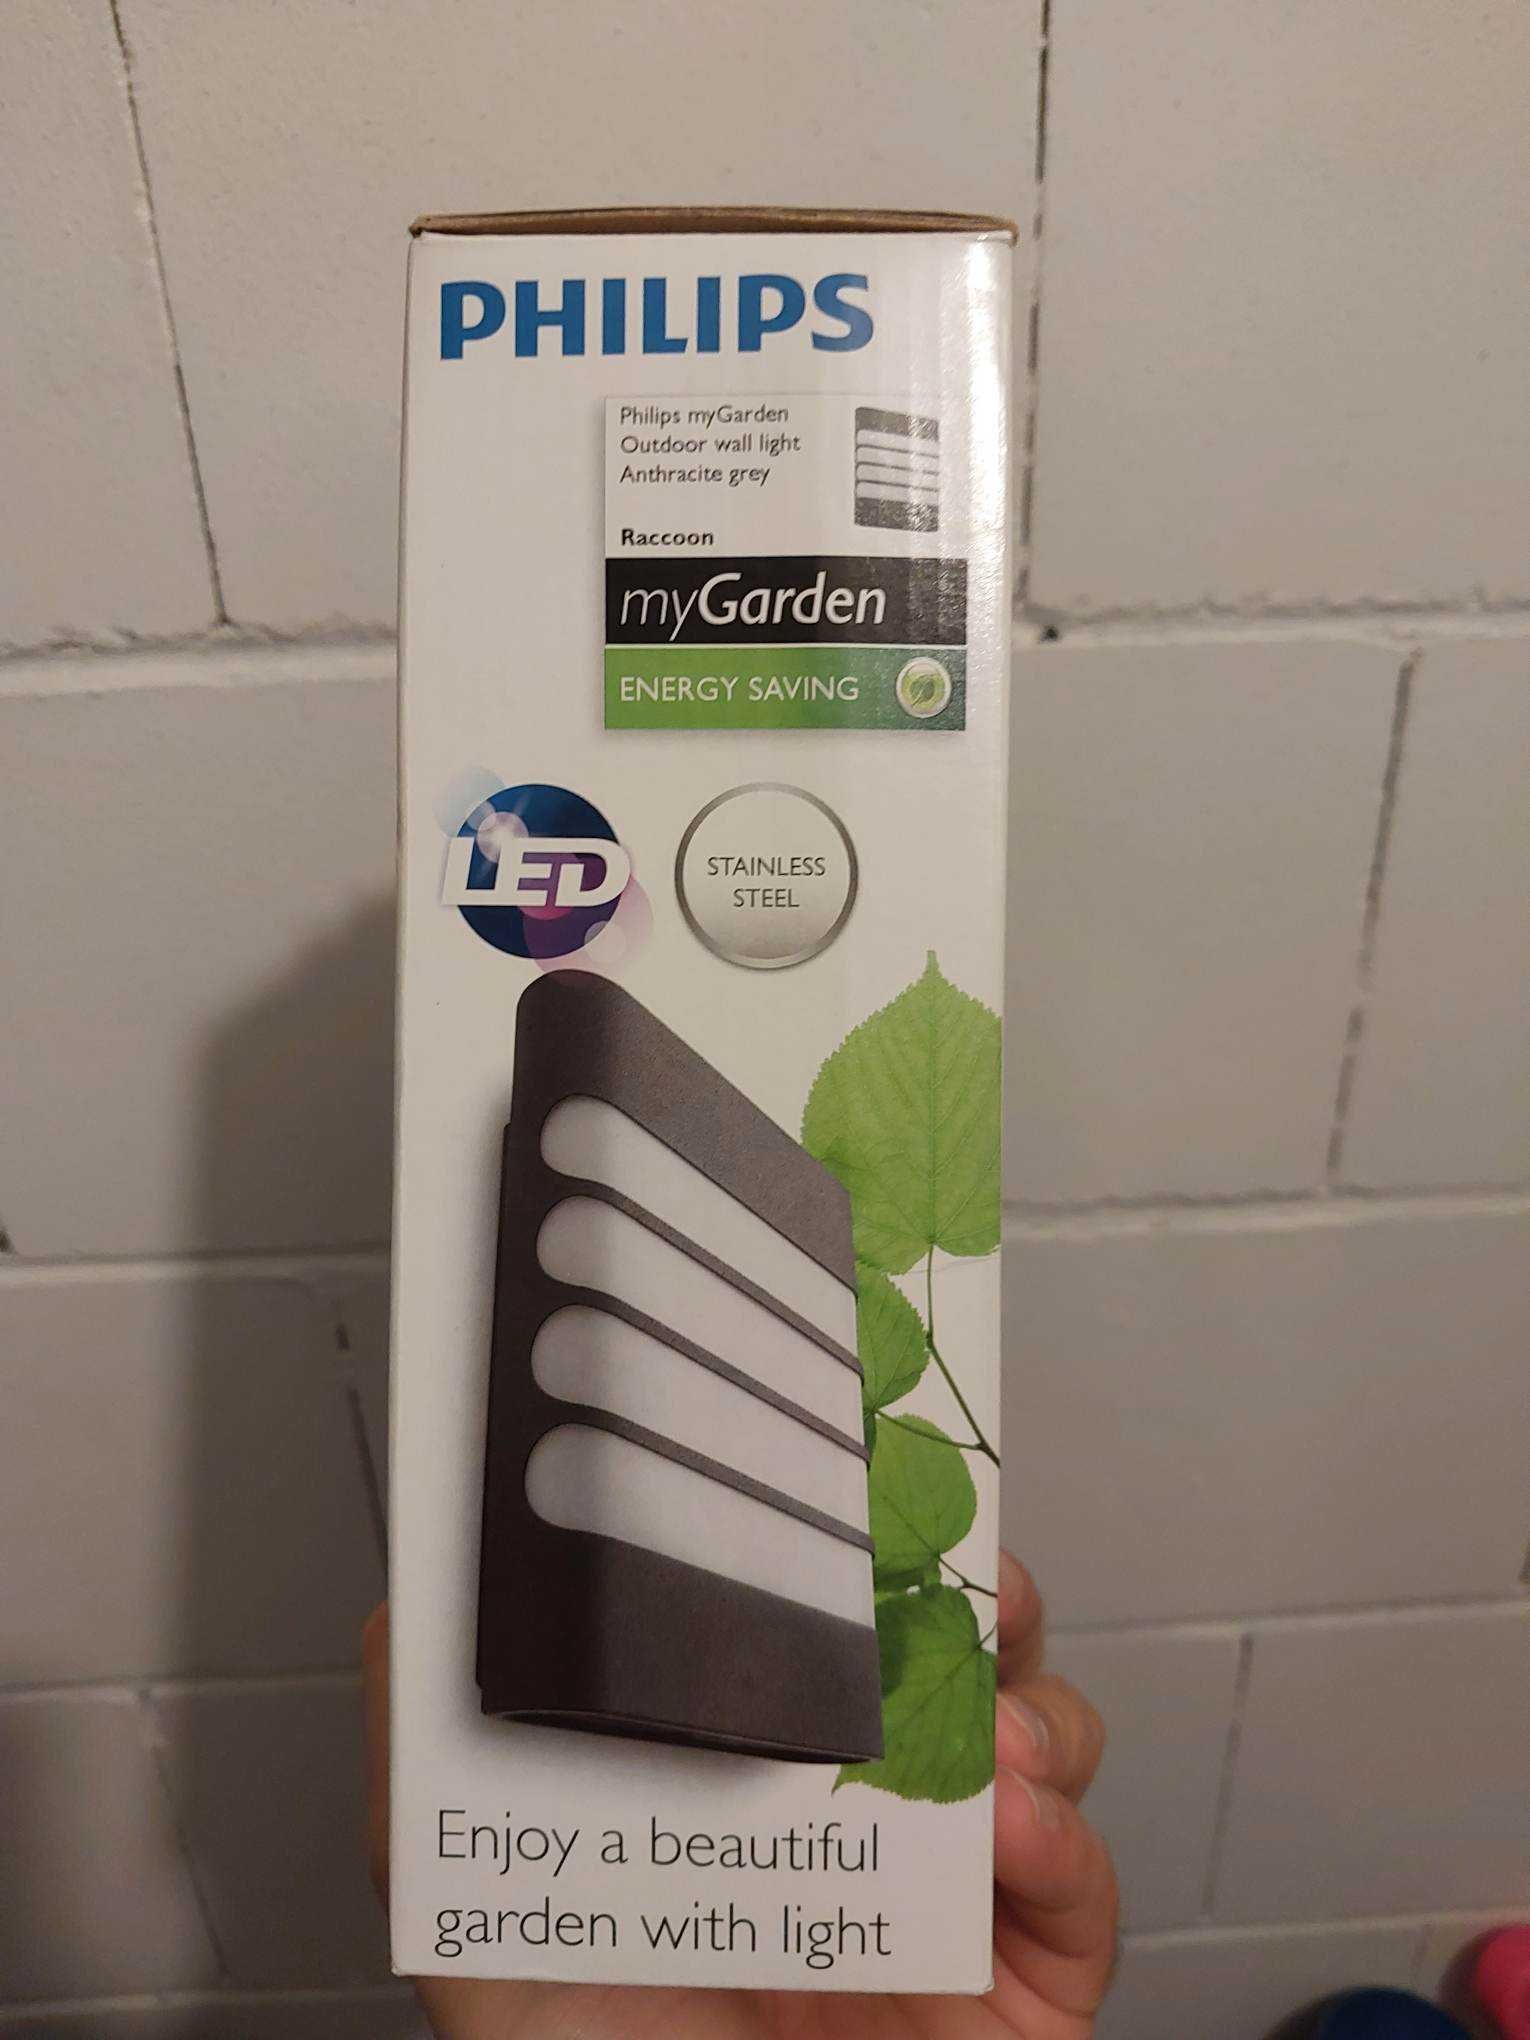 PHILIPS
Philips myGarden
Outdoor wall light
Anthracite grey
Raccoon
myGarden
ENERGY SAVING
LED
STAINLESS
STEEL
Enjoy a beautiful
garden with light